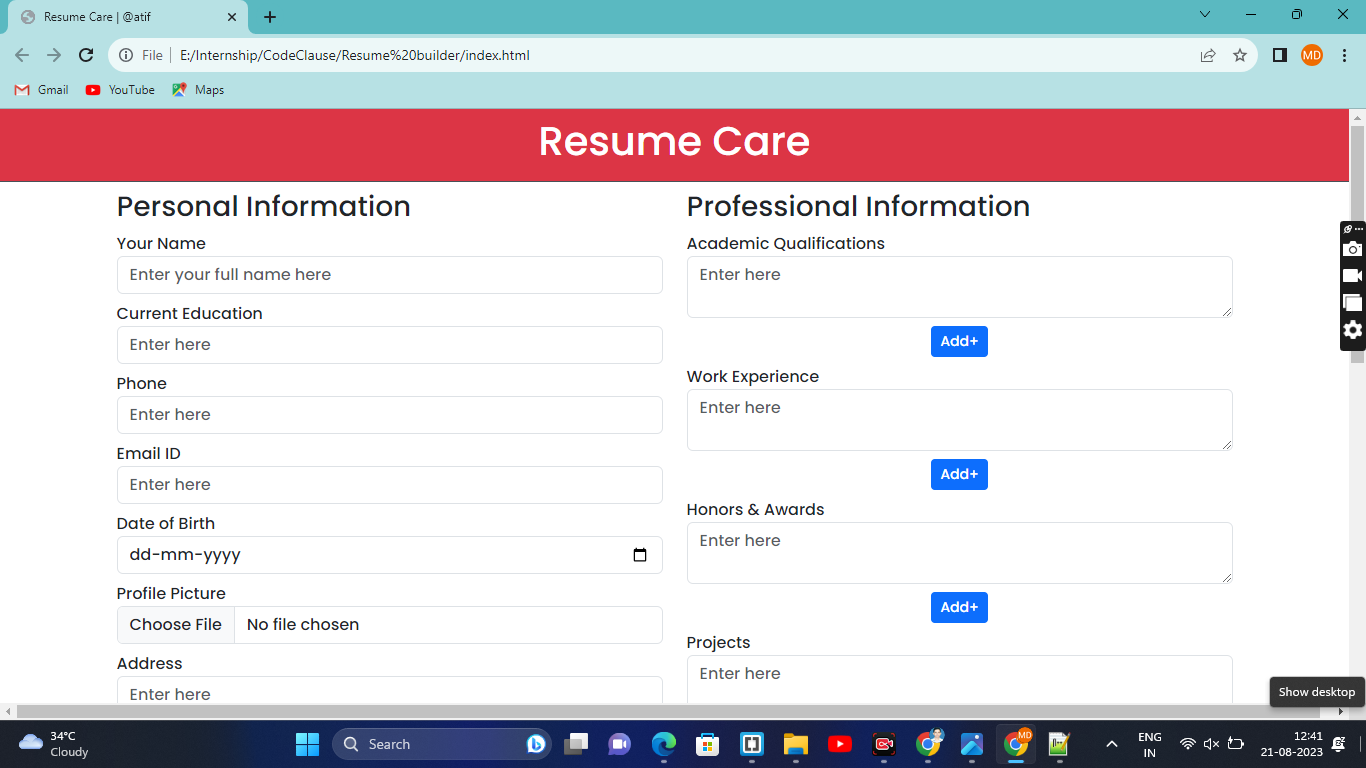 Resume Care | @atif
File
E:/Internship/CodeClause/Resume%20builder/index.html
MD
Gmail
YouTube
Maps
Resume Care
Personal Information
Your Name
Enter your full name here
Current Education
Enter here
Phone
Enter here
Email ID
Enter here
Date of Birth
dd-mm-yyyy
Profile Picture
Choose File
No file chosen
Address
Enter here
Professional Information
Academic Qualifications
Enter here
Add+
Work Experience
Enter here
Add+
Honors & Awards
Enter here
Add+
Projects
Enter here
Show desktop
34°C
Cloudy
Search
MD
ENG
IN
12:41
21-08-2023